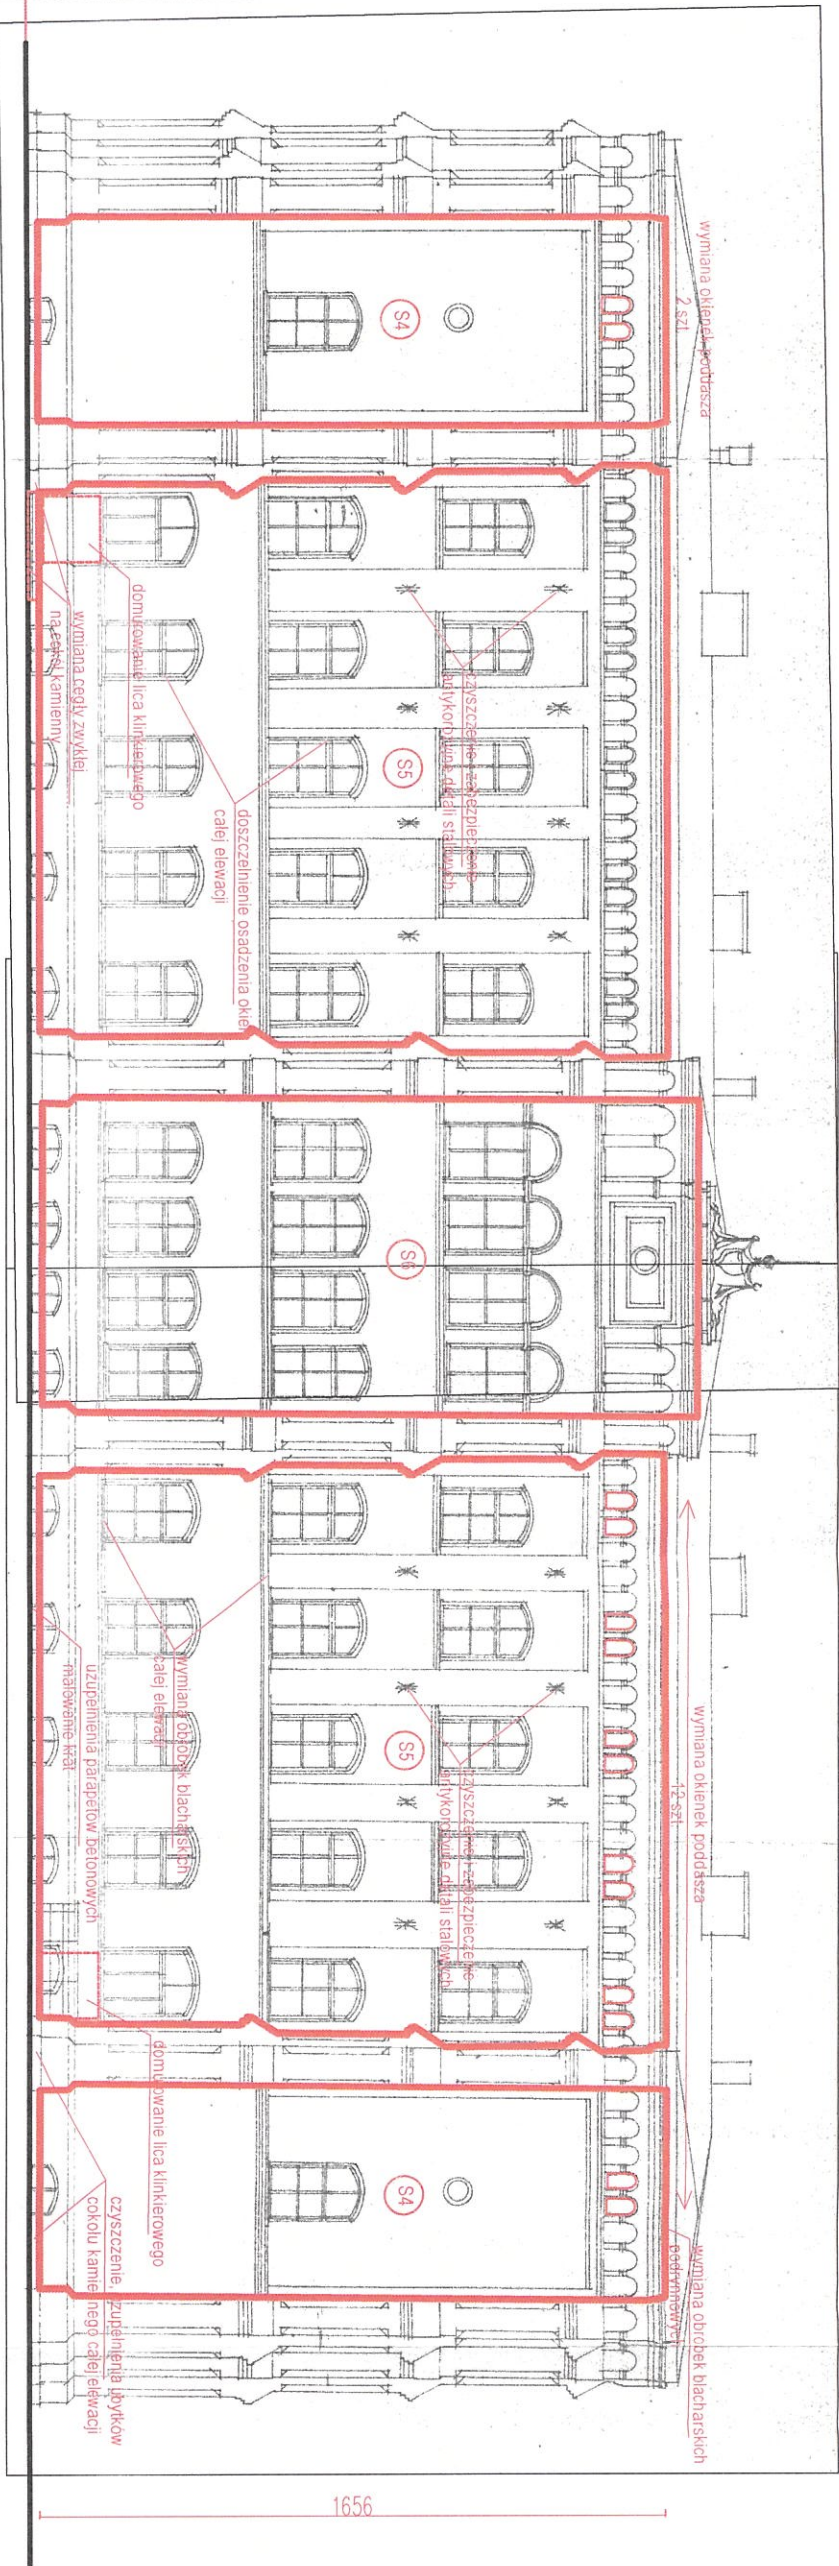 wymiana okienek poddasza
2 szt.
S4
czyszczenie i zabezpieczenie
antykorozyjne detali stalowych
S5
doszczelnienie osadzenia okien
całej elewacji
domurowanie lica klinkierowego
wymiana cegły zwykłej
na cokół kamienny
S6
wymiana okienek poddasza
12 szt.
czyszczenie i zabezpieczenie
antykorozyjne detali stalowych
S5
wymiana obróbek blacharskich
całej elewacji
uzupełnienia parapetów betonowych
malowanie krat
wymiana obróbek blacharskich
podrynnowych
S4
domurowanie lica klinkierowego
czyszczenie, uzupełnienia ubytków
cokołu kamiennego całej elewacji
1656